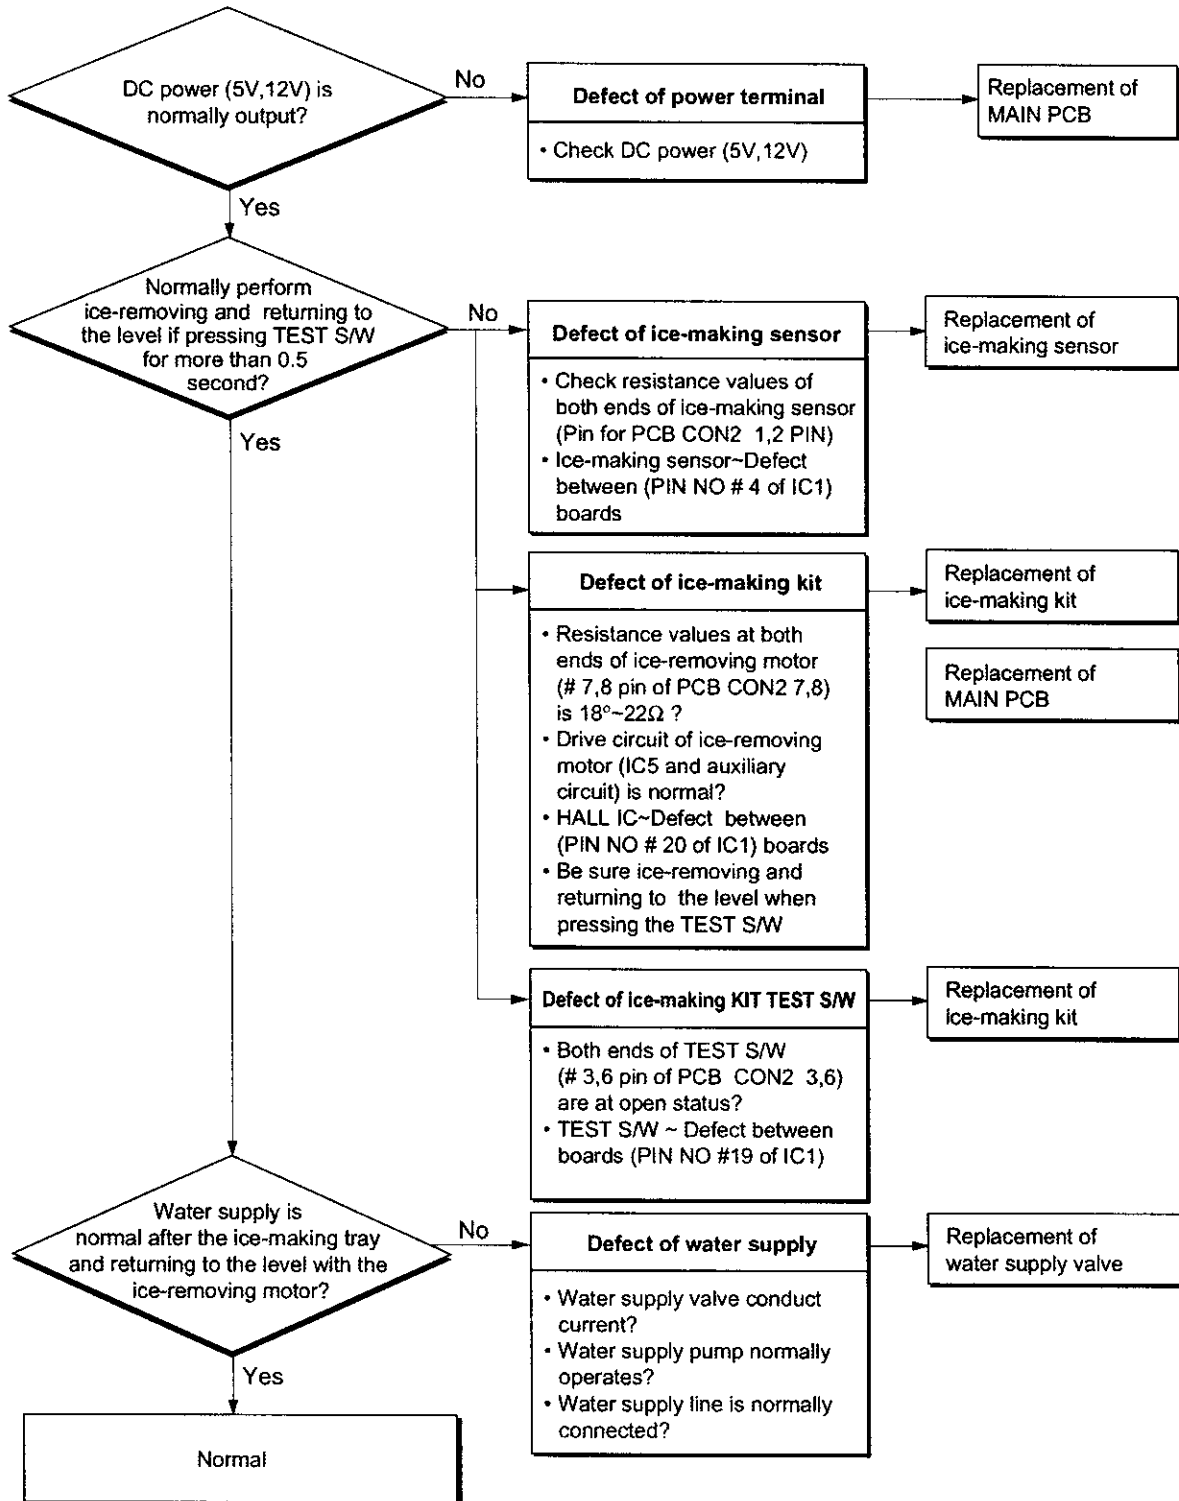 DC power (5V,12V) is
normally output?
No
Defect of power terminal
• Check DC power (5V,12V)
Replacement of
MAIN PCB
Yes
Normally perform
ice-removing and returning to
the level if pressing TEST S/W
for more than 0.5
second?
No
Defect of ice-making sensor
• Check resistance values of
both ends of ice-making sensor
(Pin for PCB CON2 1,2 PIN)
• Ice-making sensor~Defect
between (PIN NO # 4 of IC1)
boards
Replacement of
ice-making sensor
Yes
Defect of ice-making kit
• Resistance values at both
ends of ice-removing motor
(# 7,8 pin of PCB CON2 7,8)
is 18°~22Ω ?
• Drive circuit of ice-removing
motor (IC5 and auxiliary
circuit) is normal?
• HALL IC~Defect between
(PIN NO # 20 of IC1) boards
• Be sure ice-removing and
returning to the level when
pressing the TEST S/W
Replacement of
ice-making kit
Replacement of
MAIN PCB
Defect of ice-making KIT TEST S/W
• Both ends of TEST S/W
(# 3,6 pin of PCB CON2 3,6)
are at open status?
• TEST S/W ~ Defect between
boards (PIN NO #19 of IC1)
Replacement of
ice-making kit
Water supply is
normal after the ice-making tray
and returning to the level with the
ice-removing motor?
No
Defect of water supply
• Water supply valve conduct
current?
• Water supply pump normally
operates?
• Water supply line is normally
connected?
Replacement of
water supply valve
Yes
Normal